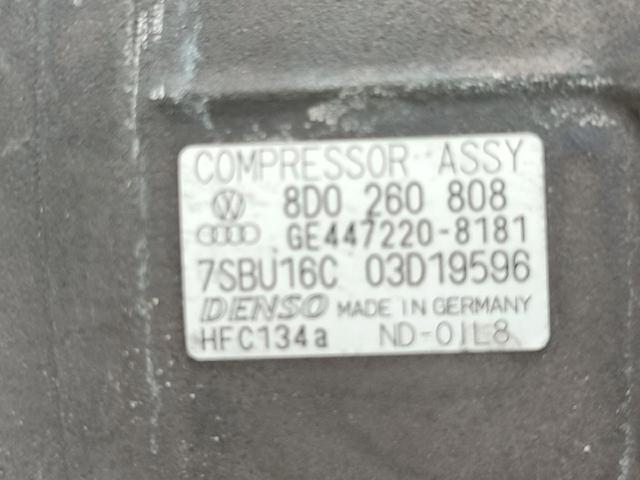 COMPRESSOR ASSY
8D0 260 808
GE447220-8181
7SBU16C 03D19596
DENSO MADE IN GERMANY
HFC134a ND-OIL8